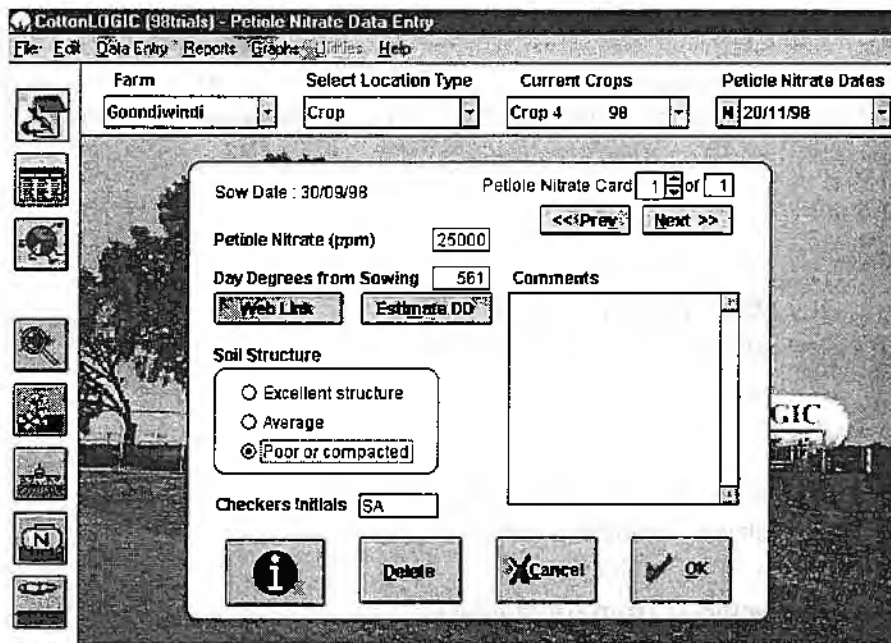 CottonLOGIC (98trials) - Petiole Nitrate Data Entry
File Edit Data Entry Reports Graphs Utilities Help
Farm Select Location Type Current Crops Petiole Nitrate Dates
Goondiwindi Crop Crop 4 98 N 20/11/98
Sow Date : 30/09/98 Petiole Nitrate Card 1 of 1
<< Prev Next >>
Petiole Nitrate (ppm) 25000
Day Degrees from Sowing 561 Comments
Web Link Estimate DD
Soil Structure
Excellent structure
Average
Poor or compacted
GIC
Checkers Initials SA
N
i Delete Cancel OK